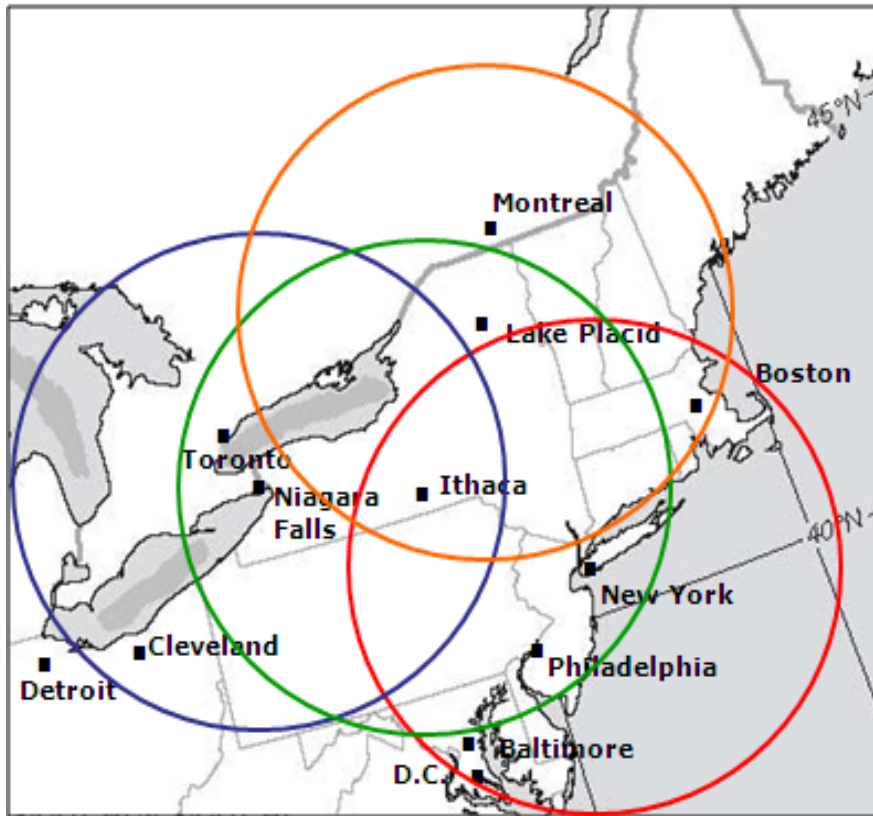 45°N
Montreal
Lake Placid
Boston
Toronto
Ithaca
Niagara
Falls
40°N
New York
Cleveland
Philadelphia
Detroit
Baltimore
D.C.